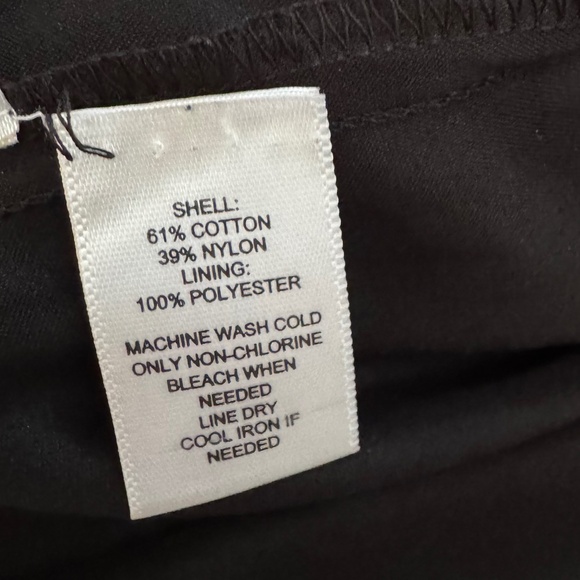 SHELL:
61% COTTON
39% NYLON
LINING:
100% POLYESTER
MACHINE WASH COLD
ONLY NON-CHLORINE
BLEACH WHEN
NEEDED
LINE DRY
COOL IRON IF
NEEDED